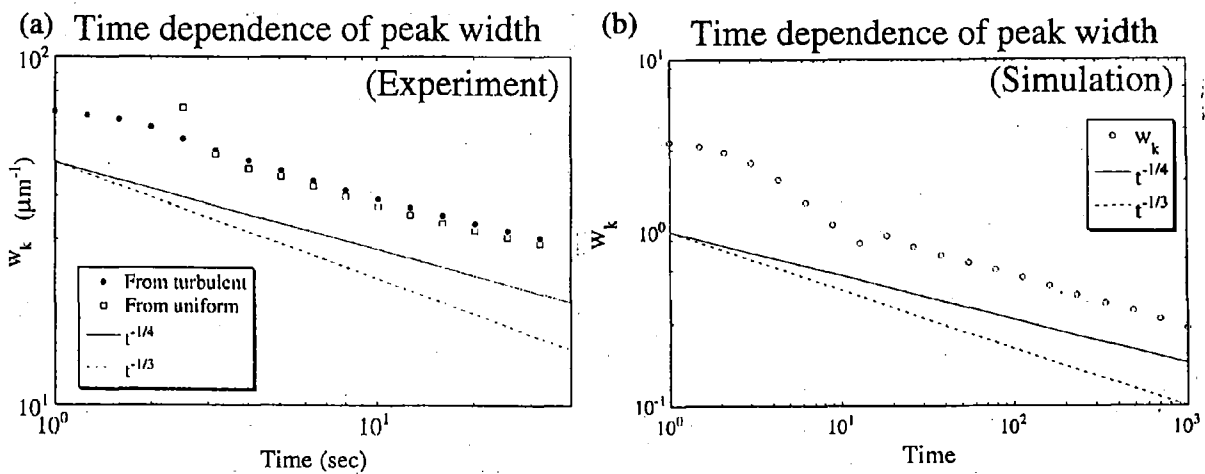 (a) Time dependence of peak width
(Experiment)
10²
w_k (μm⁻¹)
From turbulent
From uniform
t⁻¹/⁴
t⁻¹/³
10¹
10⁰
10¹
Time (sec)
(b) Time dependence of peak width
(Simulation)
10¹
w_k
t⁻¹/⁴
t⁻¹/³
10⁰
w_k
10⁻¹
10⁰
10¹
10²
10³
Time